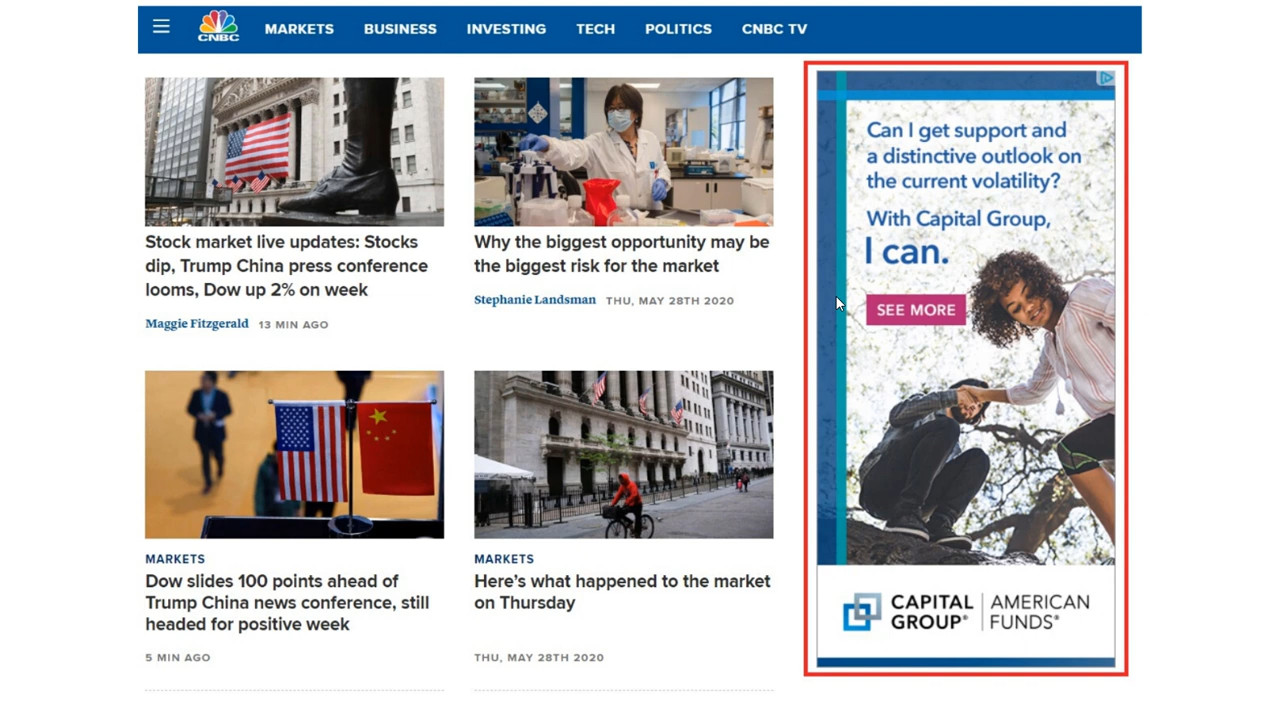 CNBC
MARKETS
BUSINESS
INVESTING
TECH
POLITICS
CNBC TV
Stock market live updates: Stocks
dip, Trump China press conference
looms, Dow up 2% on week
Maggie Fitzgerald 13 MIN AGO
Why the biggest opportunity may be
the biggest risk for the market
Stephanie Landsman THU, MAY 28TH 2020
MARKETS
Dow slides 100 points ahead of
Trump China news conference, still
headed for positive week
5 MIN AGO
MARKETS
Here's what happened to the market
on Thursday
THU, MAY 28TH 2020
Can I get support and
a distinctive outlook on
the current volatility?
With Capital Group,
I can.
SEE MORE
CAPITAL GROUP®
AMERICAN FUNDS®